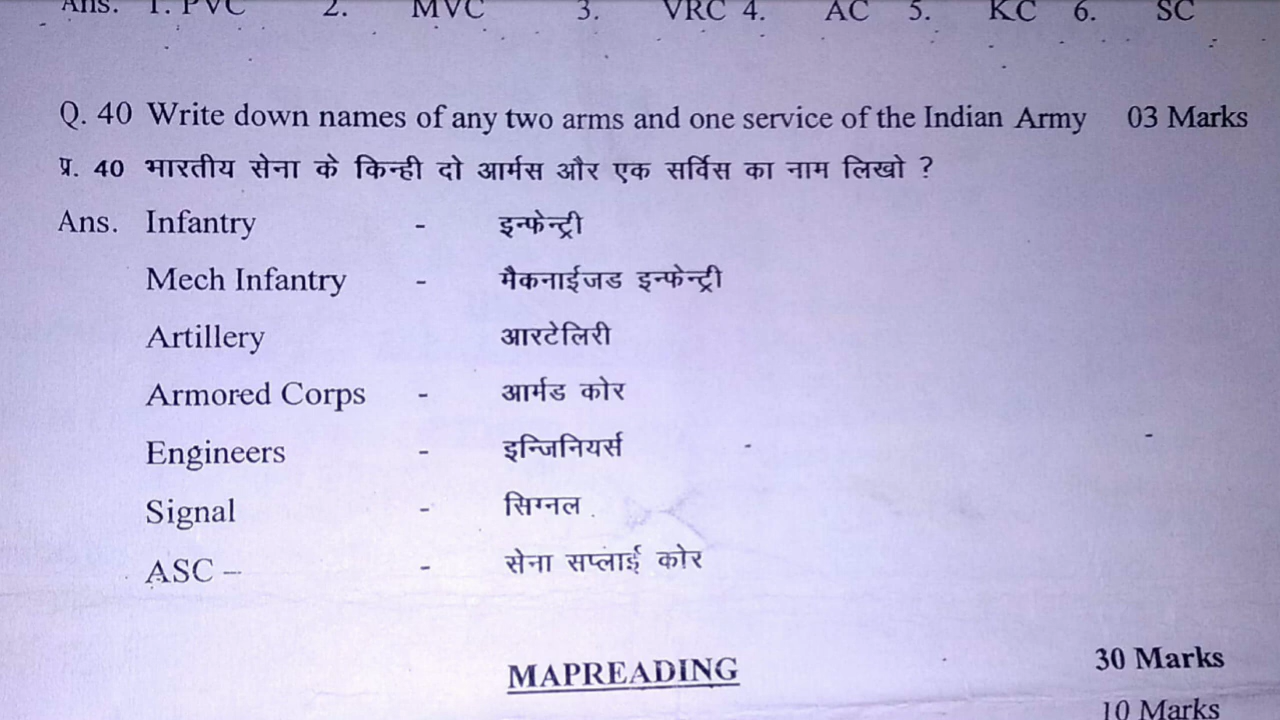 Ans. 1. PVC 2. MVC 3. VRC 4. AC 5. KC 6. SC
Q. 40 Write down names of any two arms and one service of the Indian Army 03 Marks
प्र. 40 भारतीय सेना के किन्ही दो आर्मस और एक सर्विस का नाम लिखो ?
Ans. Infantry - इन्फेन्ट्री
Mech Infantry - मैकनाईजड इन्फेन्ट्री
Artillery आरटेलिरी
Armored Corps - आर्मड कोर
Engineers - इन्जिनियर्स
Signal - सिग्नल
ASC – - सेना सप्लाई कोर
MAPREADING 30 Marks
10 Marks